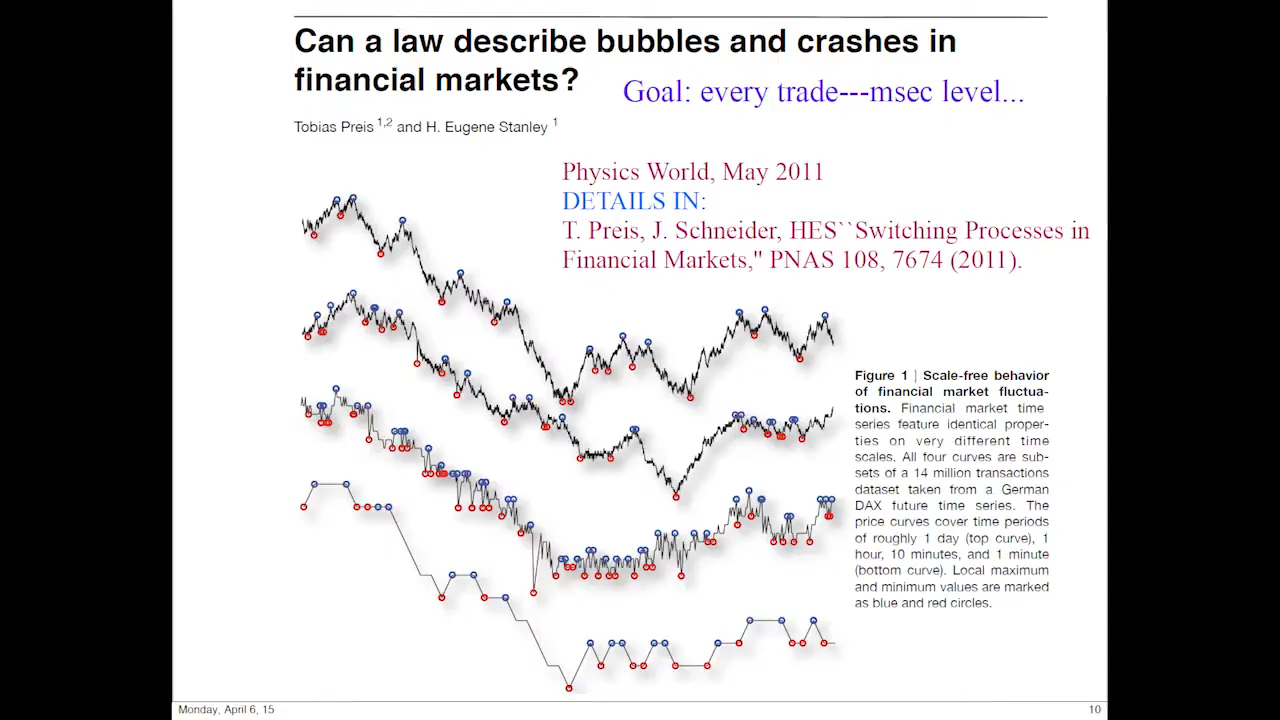 Can a law describe bubbles and crashes in
financial markets?
Goal: every trade---msec level...
Tobias Preis 1,2 and H. Eugene Stanley 1
Physics World, May 2011
DETAILS IN:
T. Preis, J. Schneider, HES``Switching Processes in
Financial Markets," PNAS 108, 7674 (2011).
Figure 1 | Scale-free behavior
of financial market fluctua-
tions. Financial market time
series feature identical proper-
ties on very different time
scales. All four curves are sub-
sets of a 14 million transactions
dataset taken from a German
DAX future time series. The
price curves cover time periods
of roughly 1 day (top curve), 1
hour, 10 minutes, and 1 minute
(bottom curve). Local maximum
and minimum values are marked
as blue and red circles.
Monday, April 6, 15
10